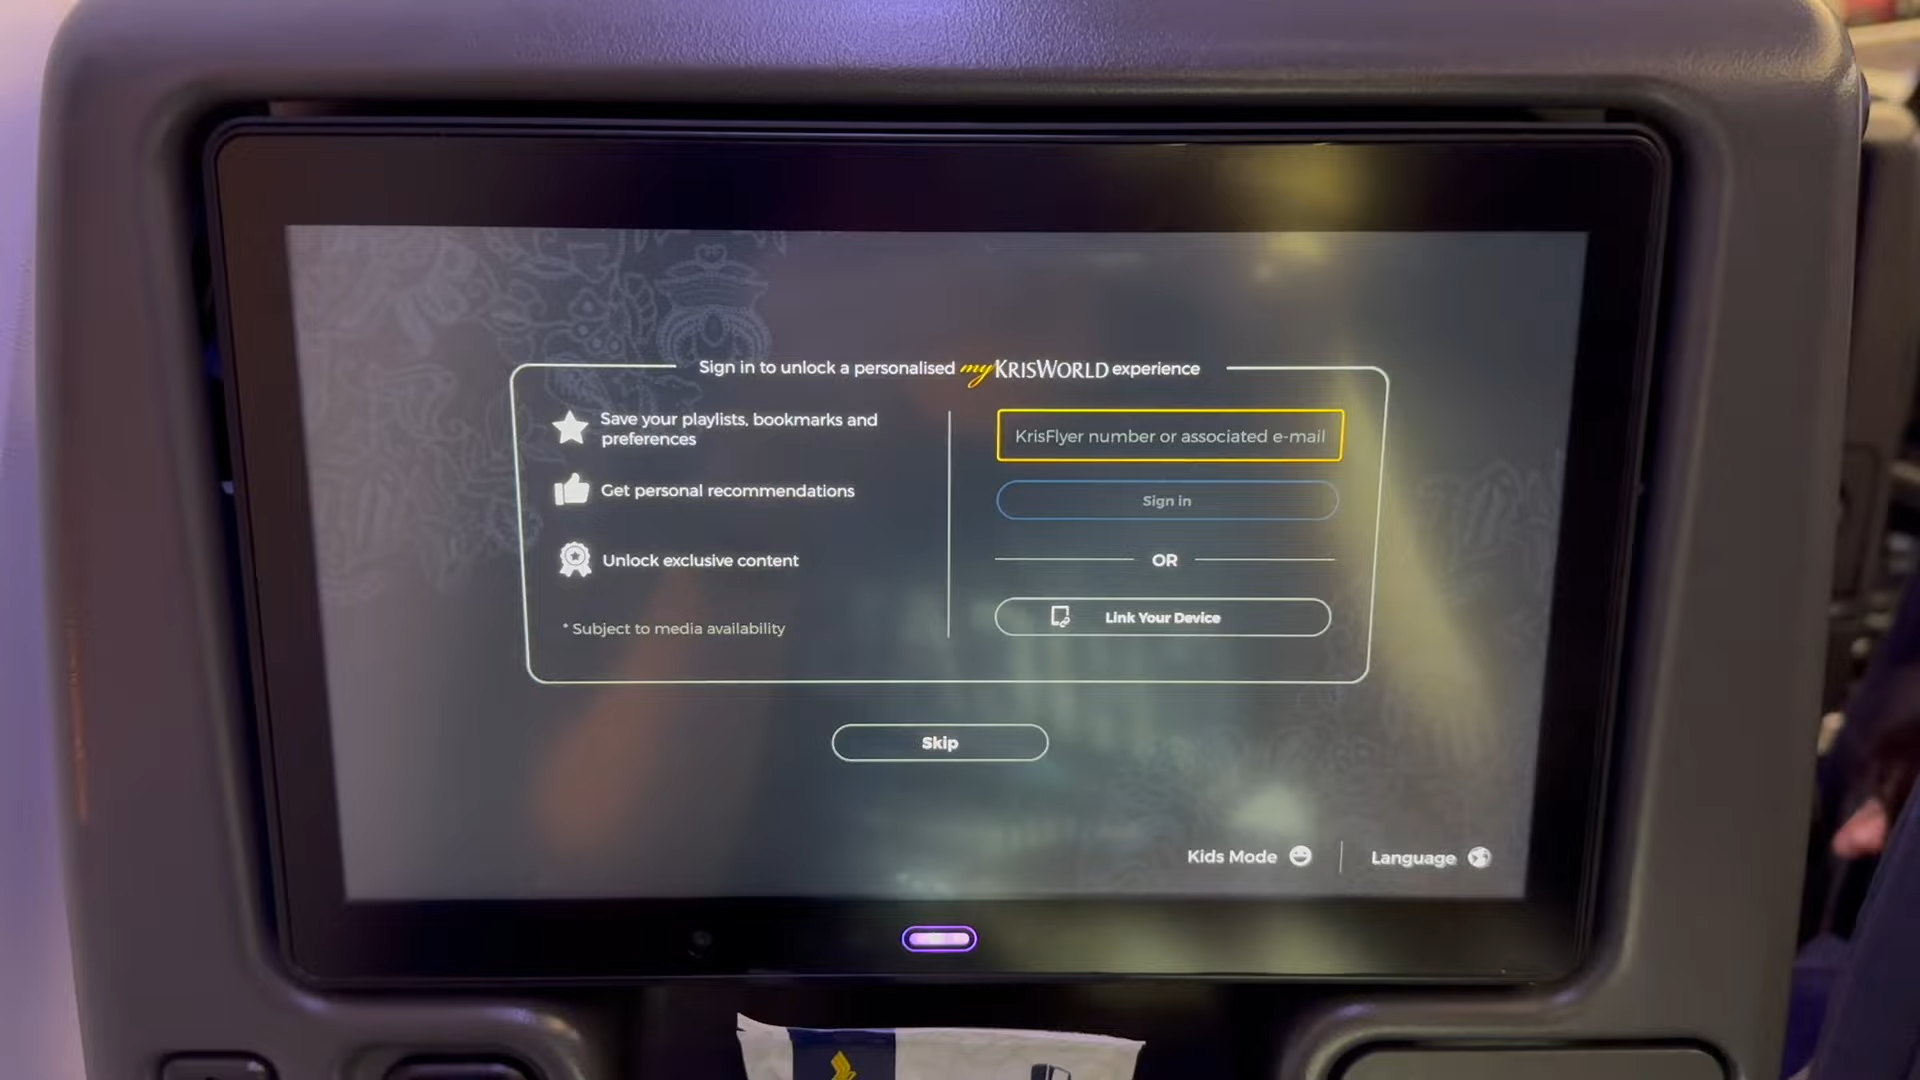 Sign in to unlock a personalised myKRISWORLD experience
Save your playlists, bookmarks and
preferences
Get personal recommendations
Unlock exclusive content
* Subject to media availability
KrisFlyer number or associated e-mail
Sign in
OR
Link Your Device
Skip
Kids Mode
Language